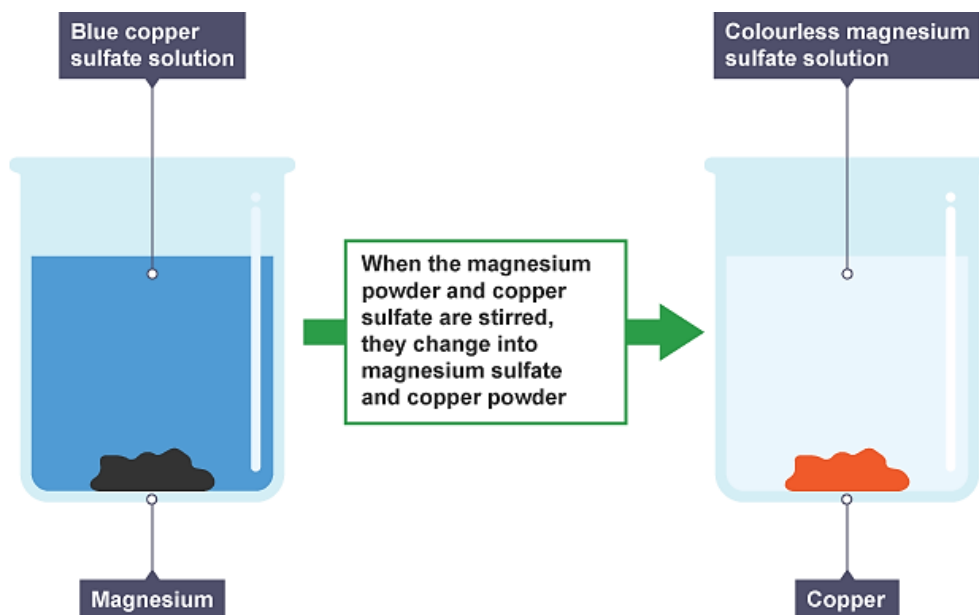 Blue copper
sulfate solution
Colourless magnesium
sulfate solution
When the magnesium
powder and copper
sulfate are stirred,
they change into
magnesium sulfate
and copper powder
Magnesium
Copper